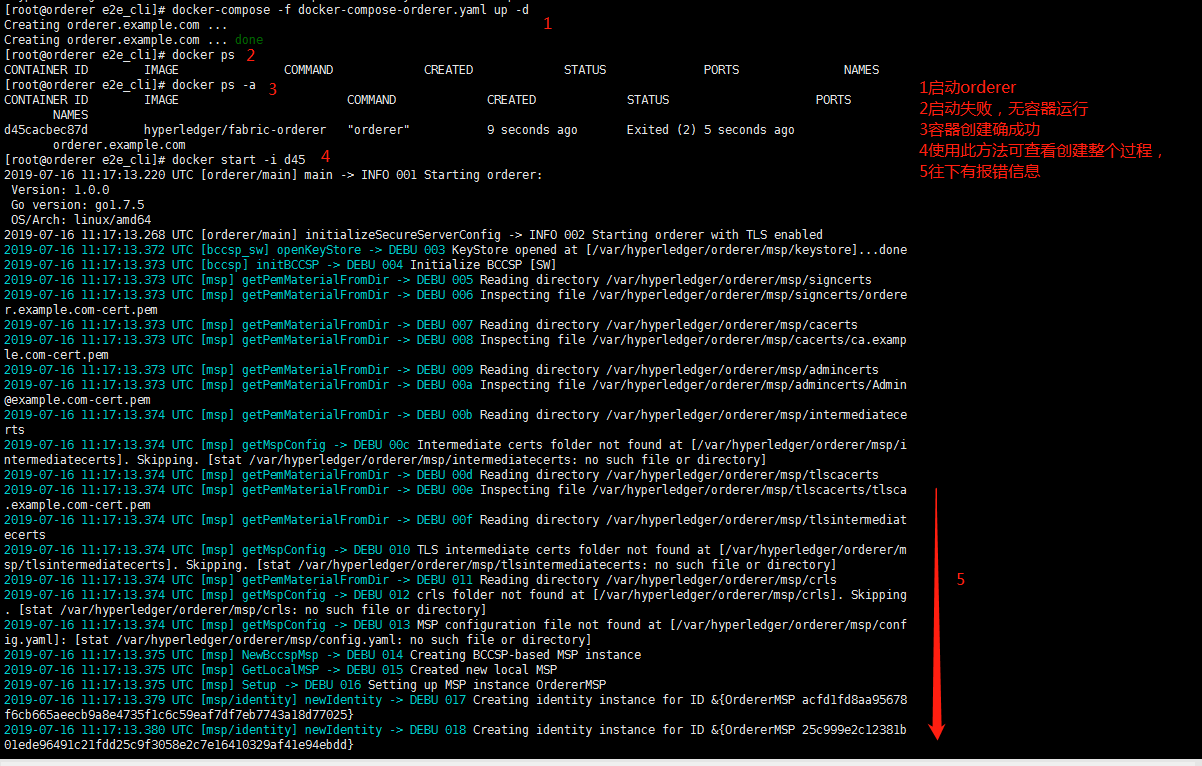 [root@orderer e2e_cli]# docker-compose -f docker-compose-orderer.yaml up -d
Creating orderer.example.com ...
1
Creating orderer.example.com ... done
[root@orderer e2e_cli]# docker ps 2
CONTAINER ID        IMAGE               COMMAND             CREATED             STATUS              PORTS               NAMES
[root@orderer e2e_cli]# docker ps -a 3
CONTAINER ID        IMAGE                        COMMAND             CREATED             STATUS                     PORTS
       NAMES
d45cacbec87d        hyperledger/fabric-orderer   "orderer"           9 seconds ago       Exited (2) 5 seconds ago
       orderer.example.com
[root@orderer e2e_cli]# docker start -i d45 4
1启动orderer
2启动失败，无容器运行
3容器创建确成功
4使用此方法可查看创建整个过程，
5往下有报错信息
2019-07-16 11:17:13.220 UTC [orderer/main] main -> INFO 001 Starting orderer:
 Version: 1.0.0
 Go version: go1.7.5
 OS/Arch: linux/amd64
2019-07-16 11:17:13.268 UTC [orderer/main] initializeSecureServerConfig -> INFO 002 Starting orderer with TLS enabled
2019-07-16 11:17:13.372 UTC [bccsp_sw] openKeyStore -> DEBU 003 KeyStore opened at [/var/hyperledger/orderer/msp/keystore]...done
2019-07-16 11:17:13.373 UTC [bccsp] initBCCSP -> DEBU 004 Initialize BCCSP [SW]
2019-07-16 11:17:13.373 UTC [msp] getPemMaterialFromDir -> DEBU 005 Reading directory /var/hyperledger/orderer/msp/signcerts
2019-07-16 11:17:13.373 UTC [msp] getPemMaterialFromDir -> DEBU 006 Inspecting file /var/hyperledger/orderer/msp/signcerts/ordere
r.example.com-cert.pem
2019-07-16 11:17:13.373 UTC [msp] getPemMaterialFromDir -> DEBU 007 Reading directory /var/hyperledger/orderer/msp/cacerts
2019-07-16 11:17:13.373 UTC [msp] getPemMaterialFromDir -> DEBU 008 Inspecting file /var/hyperledger/orderer/msp/cacerts/ca.examp
le.com-cert.pem
2019-07-16 11:17:13.373 UTC [msp] getPemMaterialFromDir -> DEBU 009 Reading directory /var/hyperledger/orderer/msp/admincerts
2019-07-16 11:17:13.373 UTC [msp] getPemMaterialFromDir -> DEBU 00a Inspecting file /var/hyperledger/orderer/msp/admincerts/Admin
@example.com-cert.pem
2019-07-16 11:17:13.374 UTC [msp] getPemMaterialFromDir -> DEBU 00b Reading directory /var/hyperledger/orderer/msp/intermediatece
rts
2019-07-16 11:17:13.374 UTC [msp] getMspConfig -> DEBU 00c Intermediate certs folder not found at [/var/hyperledger/orderer/msp/i
ntermediatecerts]. Skipping. [stat /var/hyperledger/orderer/msp/intermediatecerts: no such file or directory]
2019-07-16 11:17:13.374 UTC [msp] getPemMaterialFromDir -> DEBU 00d Reading directory /var/hyperledger/orderer/msp/tlscacerts
2019-07-16 11:17:13.374 UTC [msp] getPemMaterialFromDir -> DEBU 00e Inspecting file /var/hyperledger/orderer/msp/tlscacerts/tlsca
.example.com-cert.pem
2019-07-16 11:17:13.374 UTC [msp] getPemMaterialFromDir -> DEBU 00f Reading directory /var/hyperledger/orderer/msp/tlsintermediat
ecerts
2019-07-16 11:17:13.374 UTC [msp] getMspConfig -> DEBU 010 TLS intermediate certs folder not found at [/var/hyperledger/orderer/m
sp/tlsintermediatecerts]. Skipping. [stat /var/hyperledger/orderer/msp/tlsintermediatecerts: no such file or directory]
2019-07-16 11:17:13.374 UTC [msp] getPemMaterialFromDir -> DEBU 011 Reading directory /var/hyperledger/orderer/msp/crls
5
2019-07-16 11:17:13.374 UTC [msp] getMspConfig -> DEBU 012 crls folder not found at [/var/hyperledger/orderer/msp/crls]. Skipping
. [stat /var/hyperledger/orderer/msp/crls: no such file or directory]
2019-07-16 11:17:13.374 UTC [msp] getMspConfig -> DEBU 013 MSP configuration file not found at [/var/hyperledger/orderer/msp/conf
ig.yaml]: [stat /var/hyperledger/orderer/msp/config.yaml: no such file or directory]
2019-07-16 11:17:13.375 UTC [msp] NewBccspMsp -> DEBU 014 Creating BCCSP-based MSP instance
2019-07-16 11:17:13.375 UTC [msp] GetLocalMSP -> DEBU 015 Created new local MSP
2019-07-16 11:17:13.375 UTC [msp] Setup -> DEBU 016 Setting up MSP instance OrdererMSP
2019-07-16 11:17:13.379 UTC [msp/identity] newIdentity -> DEBU 017 Creating identity instance for ID &{OrdererMSP acfd1fd8aa95678
f6cb665aeecb9a8e4735f1c6c59eaf7df7eb7743a18d77025}
2019-07-16 11:17:13.380 UTC [msp/identity] newIdentity -> DEBU 018 Creating identity instance for ID &{OrdererMSP 25c999e2c12381b
01ede96491c21fdd25c9f3058e2c7e16410329af41e94ebdd}